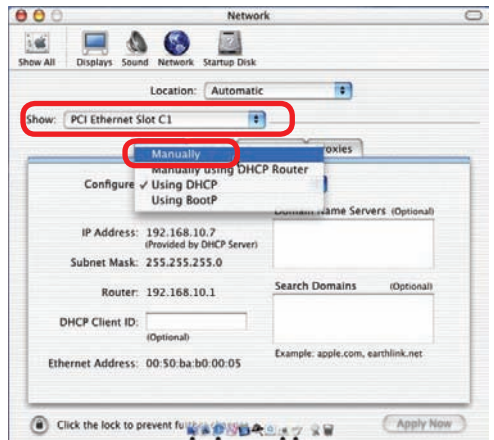 Network
Show All Displays Sound Network Startup Disk
Location: Automatic
Show: PCI Ethernet Slot C1
oxies
Manually
Manually using DHCP Router
Configure ✓ Using DHCP
Using BootP
Domain Name Servers (Optional)
IP Address: 192.168.10.7
(Provided by DHCP Server)
Subnet Mask: 255.255.255.0
Router: 192.168.10.1
Search Domains (Optional)
DHCP Client ID:
(Optional)
Example: apple.com, earthlink.net
Ethernet Address: 00:50:ba:b0:00:05
Click the lock to prevent fu
Apply Now